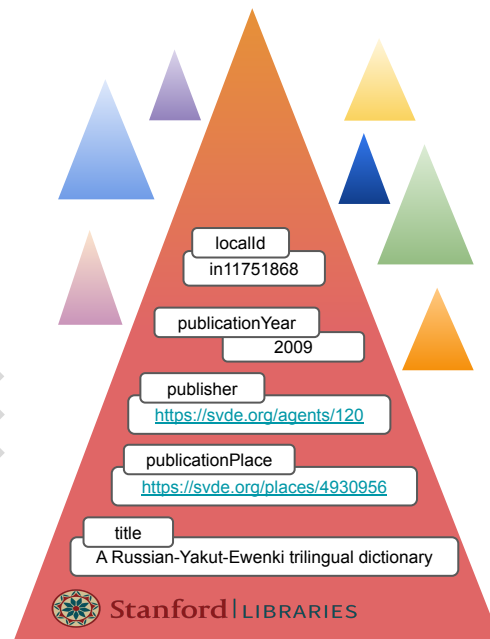 localId
in11751868
publicationYear
2009
publisher
https://svde.org/agents/120
publicationPlace
https://svde.org/places/4930956
title
A Russian-Yakut-Ewenki trilingual dictionary
Stanford | LIBRARIES